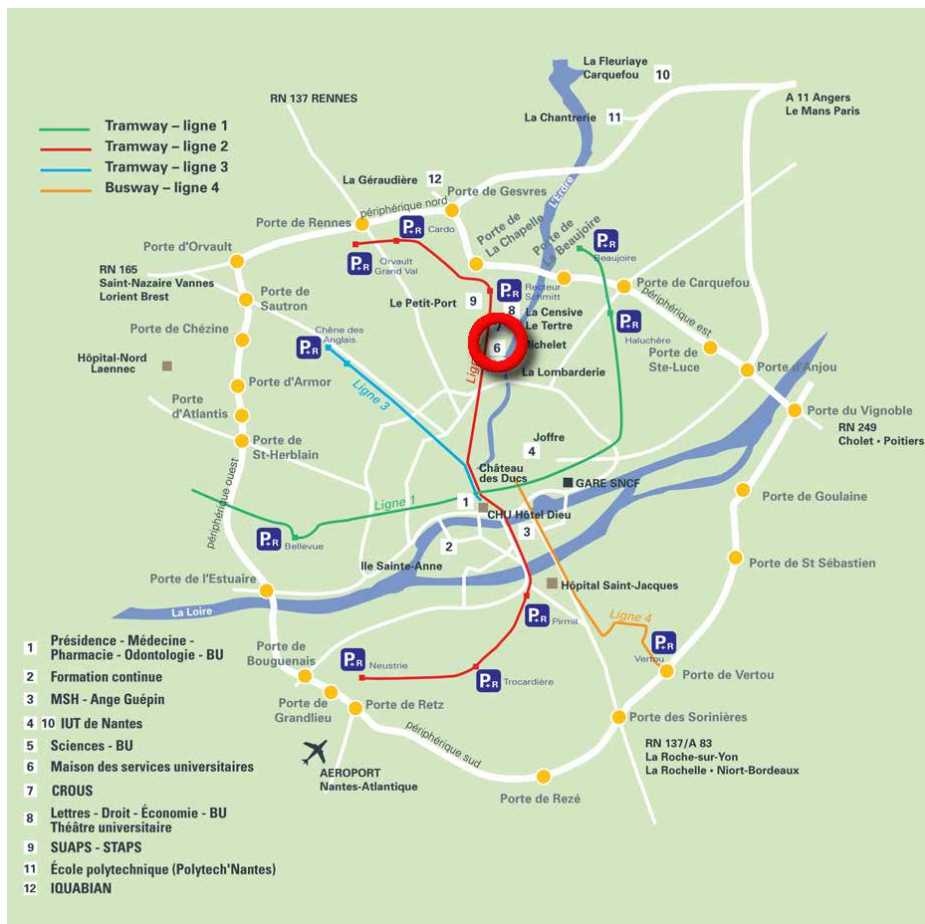 La Fleuriaye
Carquefou
10
RN 137 RENNES
A 11 Angers
Le Mans Paris
La Chantrerie
11
Tramway – ligne 1
Tramway – ligne 2
Tramway – ligne 3
Busway – ligne 4
La Géraudière
12
Porte de Gesvres
périphérique nord
L'Erdre
Porte de Rennes
P+R
Cardo
Porte de
La Chapelle
Porte de
La Beaujoire
Porte d'Orvault
P+R
Orvault
Grand Val
P+R
Beaujoire
RN 165
Saint-Nazaire Vannes
Lorient Brest
Porte de
Sautron
Le Petit-Port
9
P+R
Recteur
Schmitt
Porte de Carquefou
périphérique est
8
La Censive
7
Le Tertre
P+R
Haluchère
Porte de Chézine
Chêne des
Anglais
P+R
6
Michelet
Porte de
Ste-Luce
Hôpital-Nord
Laennec
La Lombarderie
Porte d'Anjou
Porte d'Armor
Ligne 3
Porte
d'Atlantis
Porte du Vignoble
RN 249
Cholet • Poitiers
Porte de
St-Herblain
Joffre
4
périphérique ouest
Château
des Ducs
GARE SNCF
Porte de Goulaine
Ligne 1
1
CHU Hôtel Dieu
P+R
Bellevue
2
3
Porte de St Sébastien
Ile Sainte-Anne
Porte de l'Estuaire
Hôpital Saint-Jacques
La Loire
P+R
Pirmil
Ligne 4
P+R
Vertou
Porte de
Bouguenais
P+R
Neustrie
P+R
Trocardière
Porte de Vertou
Porte de
Grandlieu
Porte de Retz
Porte des Sorinières
périphérique sud
RN 137/A 83
La Roche-sur-Yon
La Rochelle • Niort-Bordeaux
AEROPORT
Nantes-Atlantique
Porte de Rezé
1 Présidence - Médecine -
Pharmacie - Odontologie - BU
2 Formation continue
3 MSH - Ange Guépin
4 10 IUT de Nantes
5 Sciences - BU
6 Maison des services universitaires
7 CROUS
8 Lettres - Droit - Économie - BU
Théâtre universitaire
9 SUAPS - STAPS
11 École polytechnique (Polytech'Nantes)
12 IQUABIAN